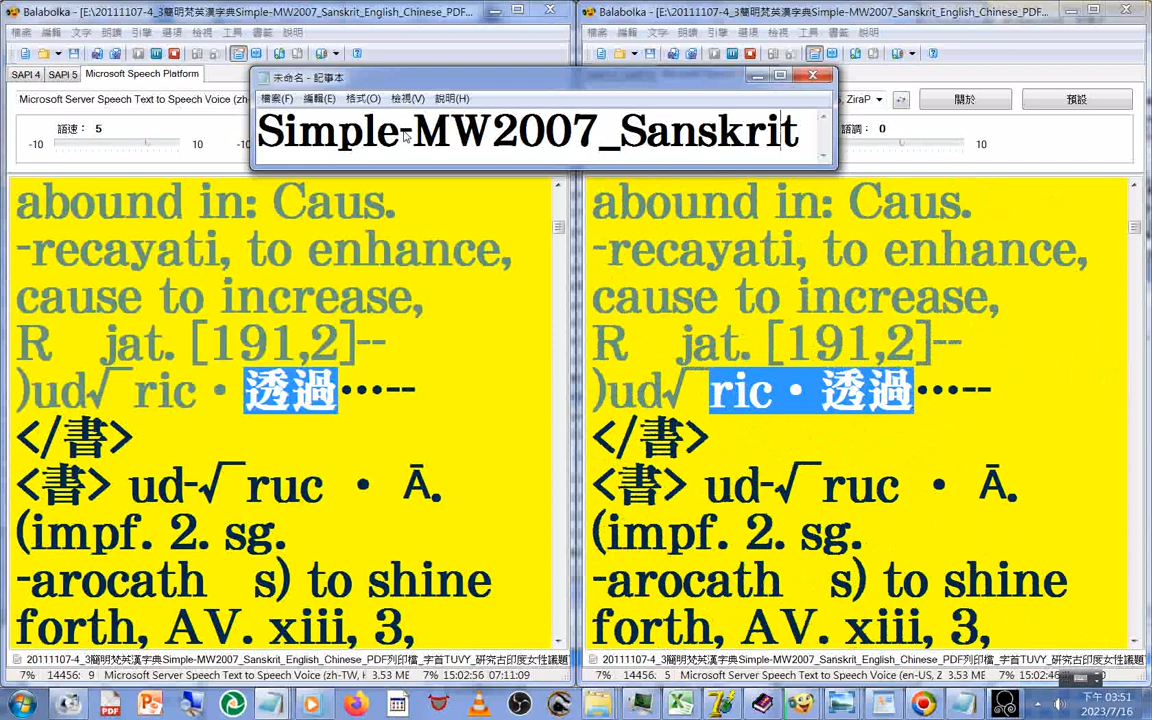 Balabolka - [E:\20111107-4_3簡明梵英漢字典Simple-MW2007_Sanskrit_English_Chinese_PDF...
Balabolka - [E:\20111107-4_3簡明梵英漢字典Simple-MW2007_Sanskrit_English_Chinese_PDF...
檔案 編輯 文字 朗讀 引擎 選項 檢視 工具 書籤 說明
檔案 編輯 文字 朗讀 引擎 選項 檢視 工具 書籤 說明
SAPI 4 SAPI 5 Microsoft Speech Platform
未命名 - 記事本
檔案(F) 編輯(E) 格式(O) 檢視(V) 說明(H)
Simple-MW2007_Sanskrit
Microsoft Server Speech Text to Speech Voice (zh-
, ZiraP 關於 預設
語速: 5
語調: 0
-10 10
10
abound in: Caus.
-recayati, to enhance,
cause to increase,
R jat. [191,2]--
)ud√ ric‧透過…--
</書>
<書> ud-√ruc ‧ Ā.
(impf. 2. sg.
-arocath s) to shine
forth, AV. xiii, 3,
abound in: Caus.
-recayati, to enhance,
cause to increase,
R jat. [191,2]--
)ud√ ric‧透過…--
</書>
<書> ud-√ruc ‧ Ā.
(impf. 2. sg.
-arocath s) to shine
forth, AV. xiii, 3,
20111107-4_3簡明梵英漢字典Simple-MW2007_Sanskrit_English_Chinese_PDF列印檔_字首TUVY_研究古印度女性議題
20111107-4_3簡明梵英漢字典Simple-MW2007_Sanskrit_English_Chinese_PDF列印檔_字首TUVY_研究古印度女性議題
7% 14456: 9 Microsoft Server Speech Text to Speech Voice (zh-TW, H 3.53 ME 15:02:56 07:11:09
7% 14456: 5 Microsoft Server Speech Text to Speech Voice (en-US, Z 3.53 ME 15:02:46
下午 03:51
2023/7/16